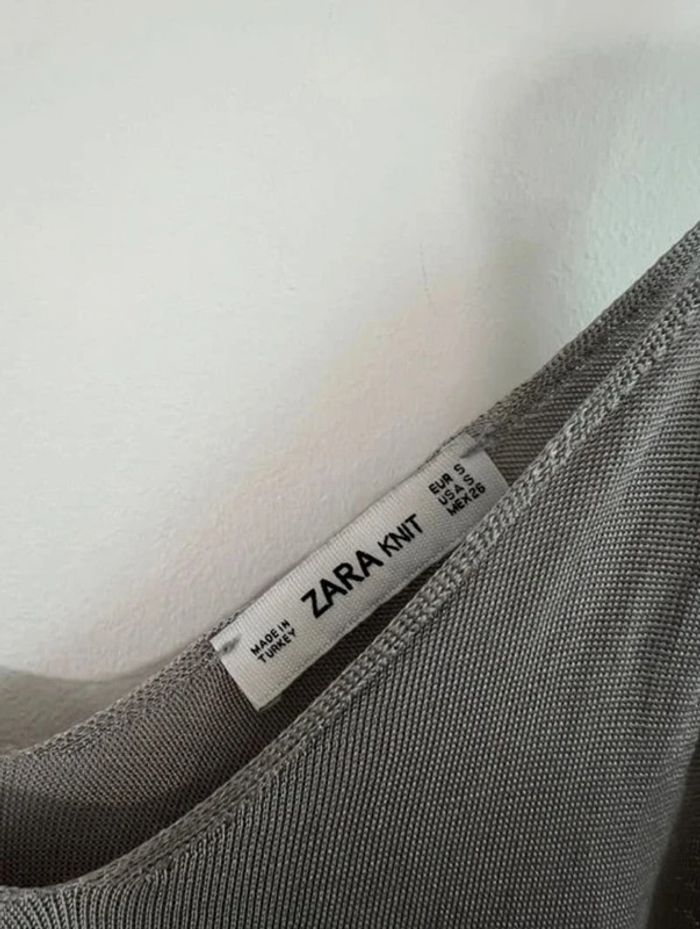 MADE IN
TURKEY
ZARA KNIT
EUR S
USA S
MEX 26